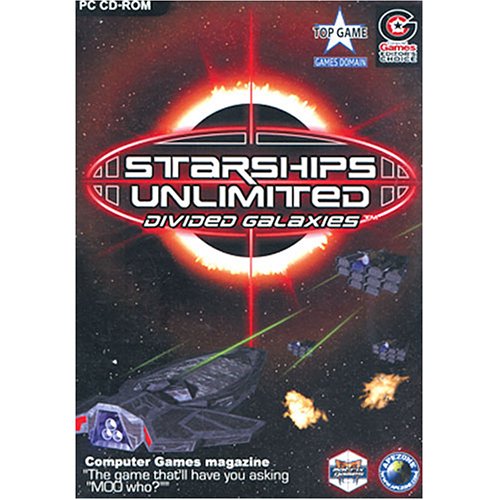 PC CD-ROM
TOP GAME
GAMES DOMAIN
Games
EDITOR'S
CHOICE
STARSHIPS
UNLIMITED
DIVIDED GALAXIES™
Computer Games magazine
"The game that'll have you asking
"MOO who?""
APEZONE